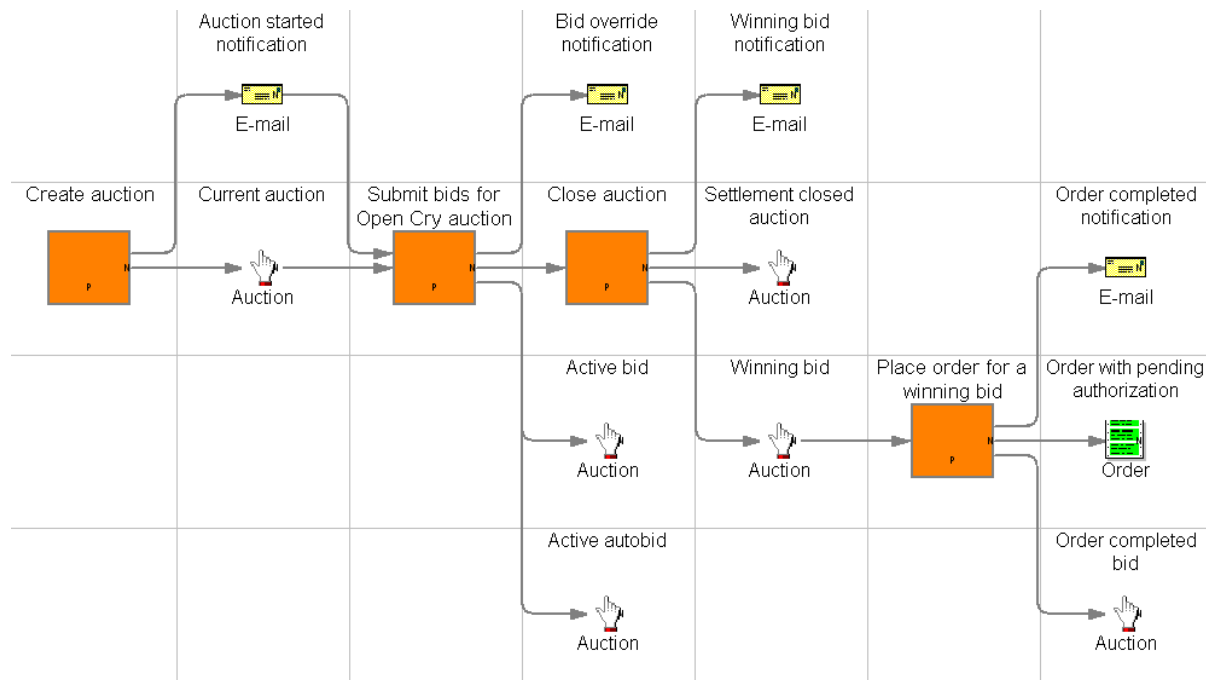 Auction started
notification
Bid override
notification
Winning bid
notification
N
E-mail
N
E-mail
N
E-mail
Create auction
Current auction
Submit bids for
Open Cry auction
Close auction
Settlement closed
auction
Order completed
notification
N
P
N
Auction
N
P
N
P
N
Auction
N
E-mail
Active bid
Winning bid
Place order for a
winning bid
Order with pending
authorization
N
Auction
N
Auction
N
P
N
Order
Active autobid
Order completed
bid
N
Auction
N
Auction